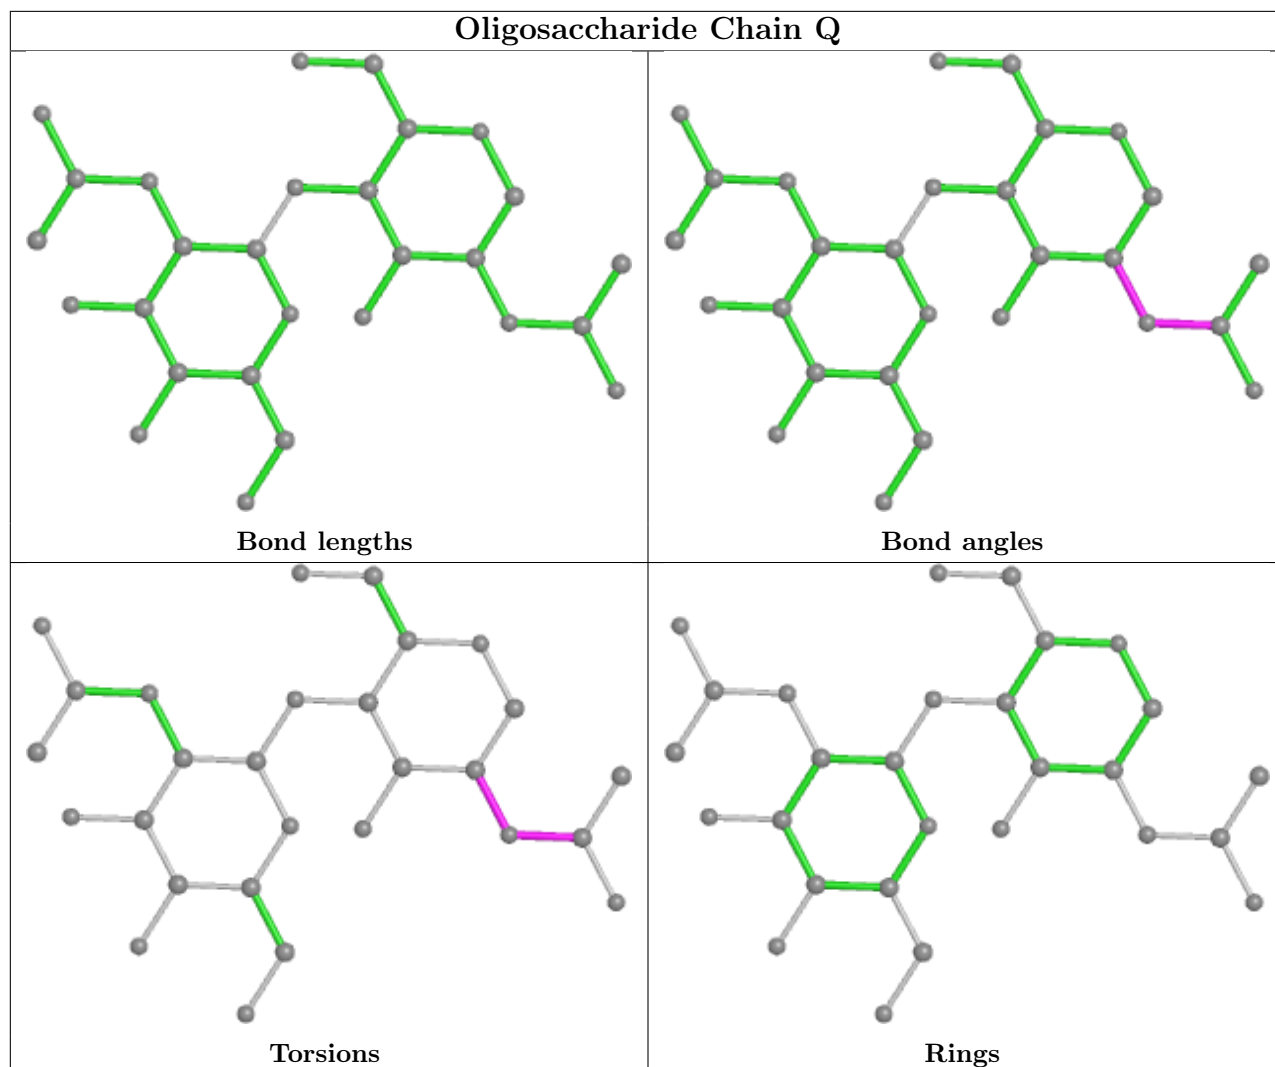 Oligosaccharide Chain Q
Bond lengths
Bond angles
Torsions
Rings